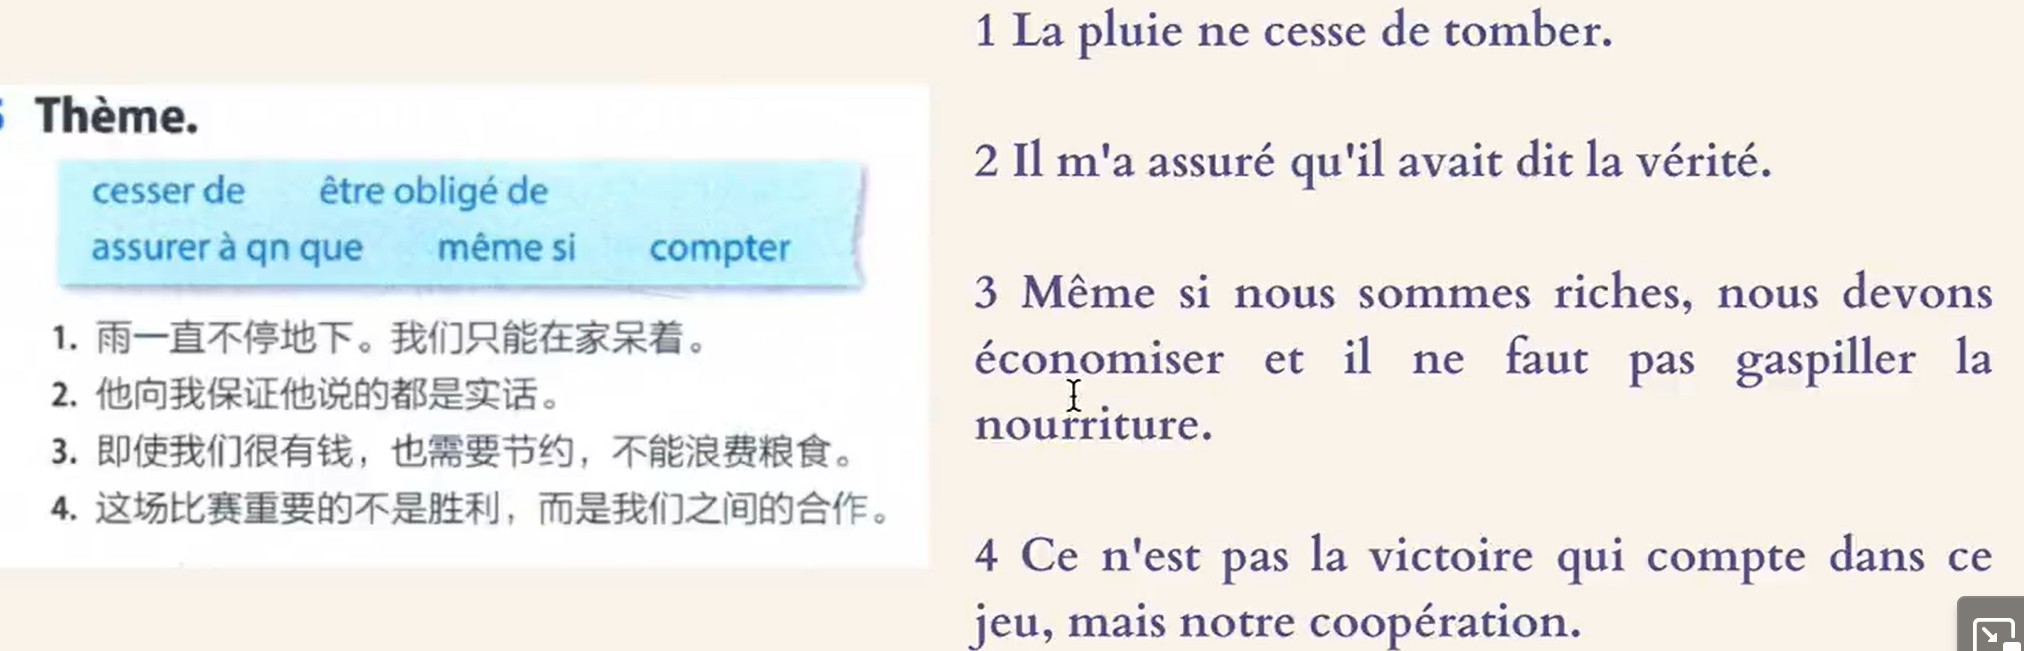 Thème.
cesser de être obligé de
assurer à qn que même si compter
1. 雨一直不停地下。我们只能在家呆着。
2. 他向我保证他说的都是实话。
3. 即使我们很有钱，也需要节约，不能浪费粮食。
4. 这场比赛重要的不是胜利，而是我们之间的合作。
1 La pluie ne cesse de tomber.
2 Il m'a assuré qu'il avait dit la vérité.
3 Même si nous sommes riches, nous devons
économiser et il ne faut pas gaspiller la
nourriture.
4 Ce n'est pas la victoire qui compte dans ce
jeu, mais notre coopération.